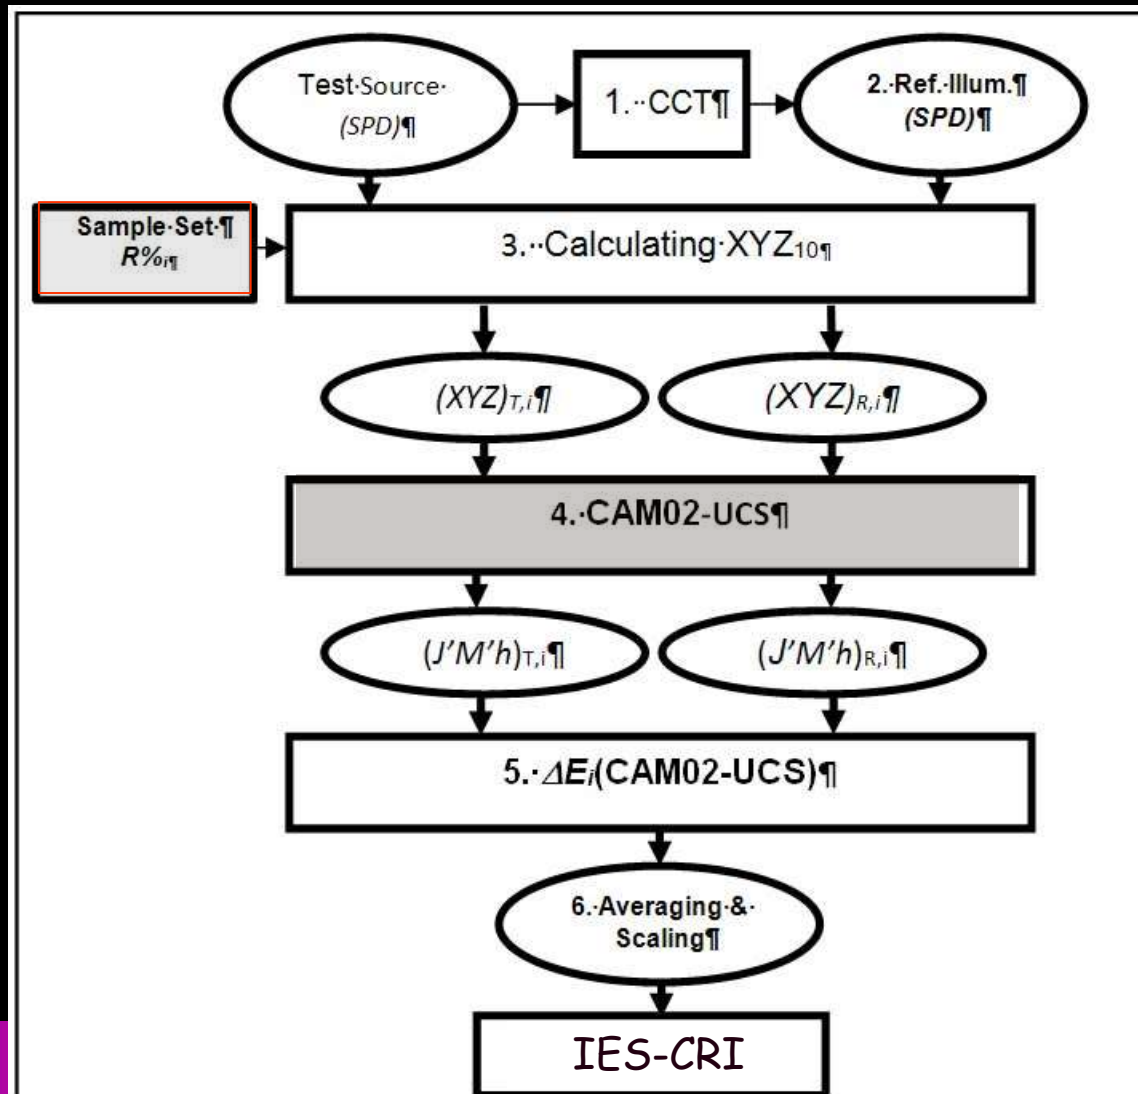 Test·Source·
(SPD)¶
1.··CCT¶
2.·Ref.·Illum.¶
(SPD)¶
Sample·Set·¶
R%i¶
3.··Calculating·XYZ10¶
(XYZ)T,i¶
(XYZ)R,i¶
4.·CAM02-UCS¶
(J’M’h)T,i¶
(J’M’h)R,i¶
5.·ΔEi(CAM02-UCS)¶
6.·Averaging·&·
Scaling¶
IES-CRI